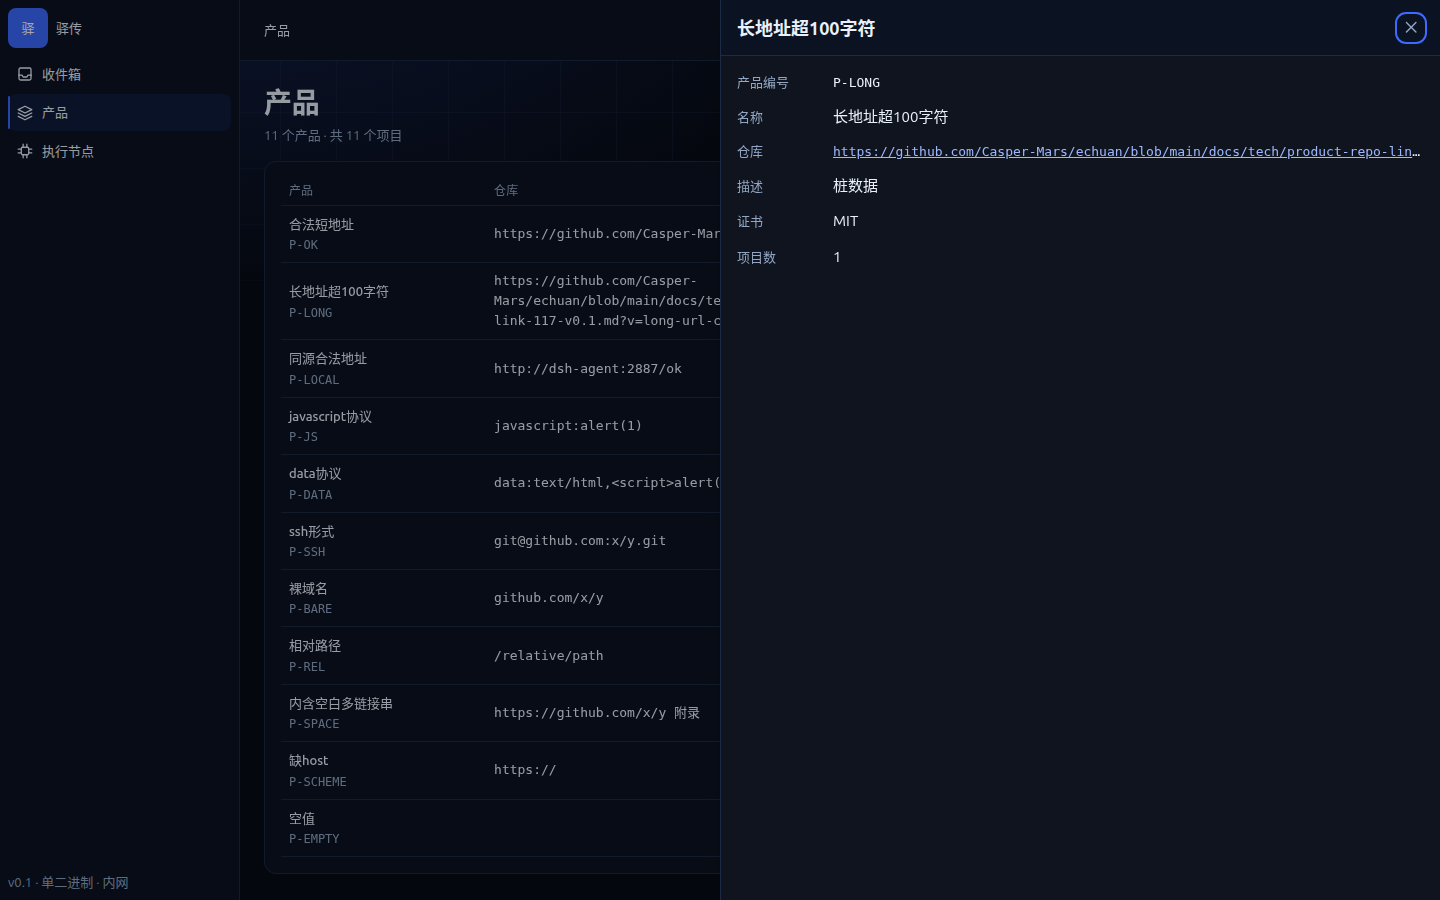 驿 驿传
收件箱
产品
执行节点
v0.1 · 单二进制 · 内网
产品
产品
11 个产品 · 共 11 个项目
产品 仓库
合法短地址
P-OK
https://github.com/Casper-Mar
长地址超100字符
P-LONG
https://github.com/Casper-
Mars/echuan/blob/main/docs/te
link-117-v0.1.md?v=long-url-c
同源合法地址
P-LOCAL
http://dsh-agent:2887/ok
javascript协议
P-JS
javascript:alert(1)
data协议
P-DATA
data:text/html,<script>alert(
ssh形式
P-SSH
git@github.com:x/y.git
裸域名
P-BARE
github.com/x/y
相对路径
P-REL
/relative/path
内含空白多链接串
P-SPACE
https://github.com/x/y 附录
缺host
P-SCHEME
https://
空值
P-EMPTY
长地址超100字符
产品编号 P-LONG
名称 长地址超100字符
仓库 https://github.com/Casper-Mars/echuan/blob/main/docs/tech/product-repo-lin…
描述 桩数据
证书 MIT
项目数 1